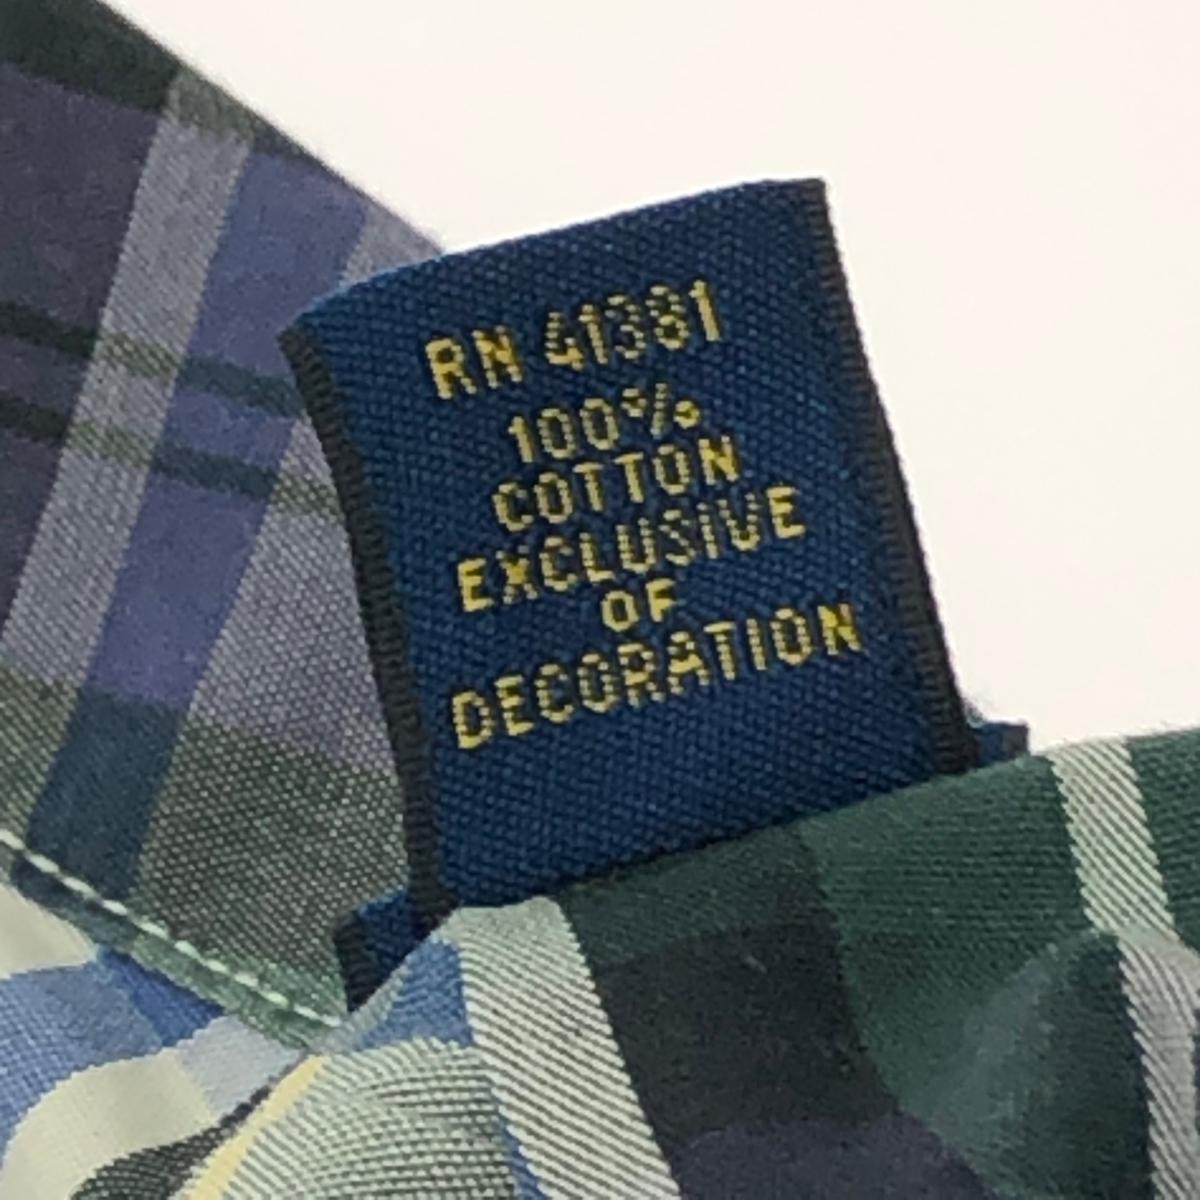 RN 41381
100%
COTTON
EXCLUSIVE
OF
DECORATION